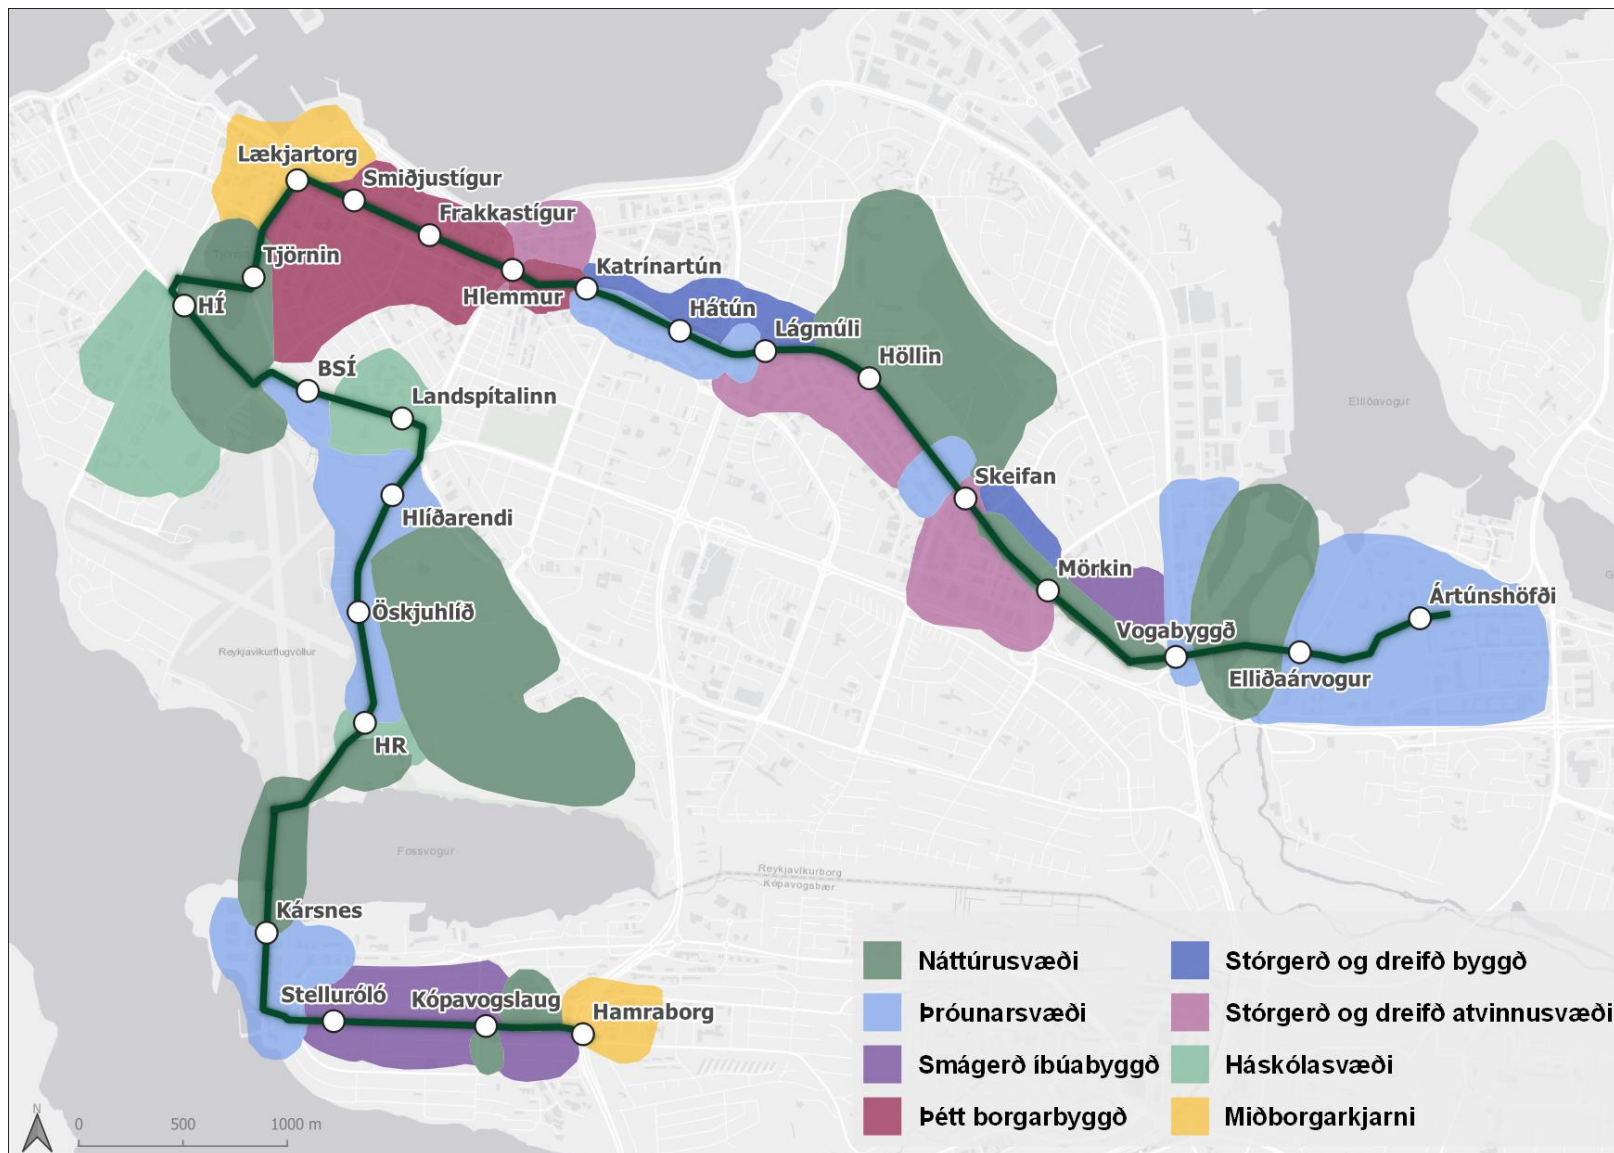 Lækjartorg
Smiðjustígur
Frakkastígur
Tjörnin
Katrínartún
Hlemmur
HÍ
Hátún
Lágmúli
Höllin
BSÍ
Landspítalinn
Elliðavogur
Skeifan
Hlíðarendi
Mörkin
Ártúnshöfði
Öskjuhlíð
Vogabyggð
Reykjavíkurflugvöllur
Elliðaárvogur
HR
Fossvogur
Reykjavíkurborg
Kópavogsbær
Kársnes
Stelluróló
Kópavogslaug
Hamraborg
Náttúrusvæði
Þróunarsvæði
Smágerð íbúabyggð
Þétt borgarbyggð
Stórgerð og dreifð byggð
Stórgerð og dreifð atvinnusvæði
Háskólasvæði
Miðborgarkjarni
N
0 500 1000 m